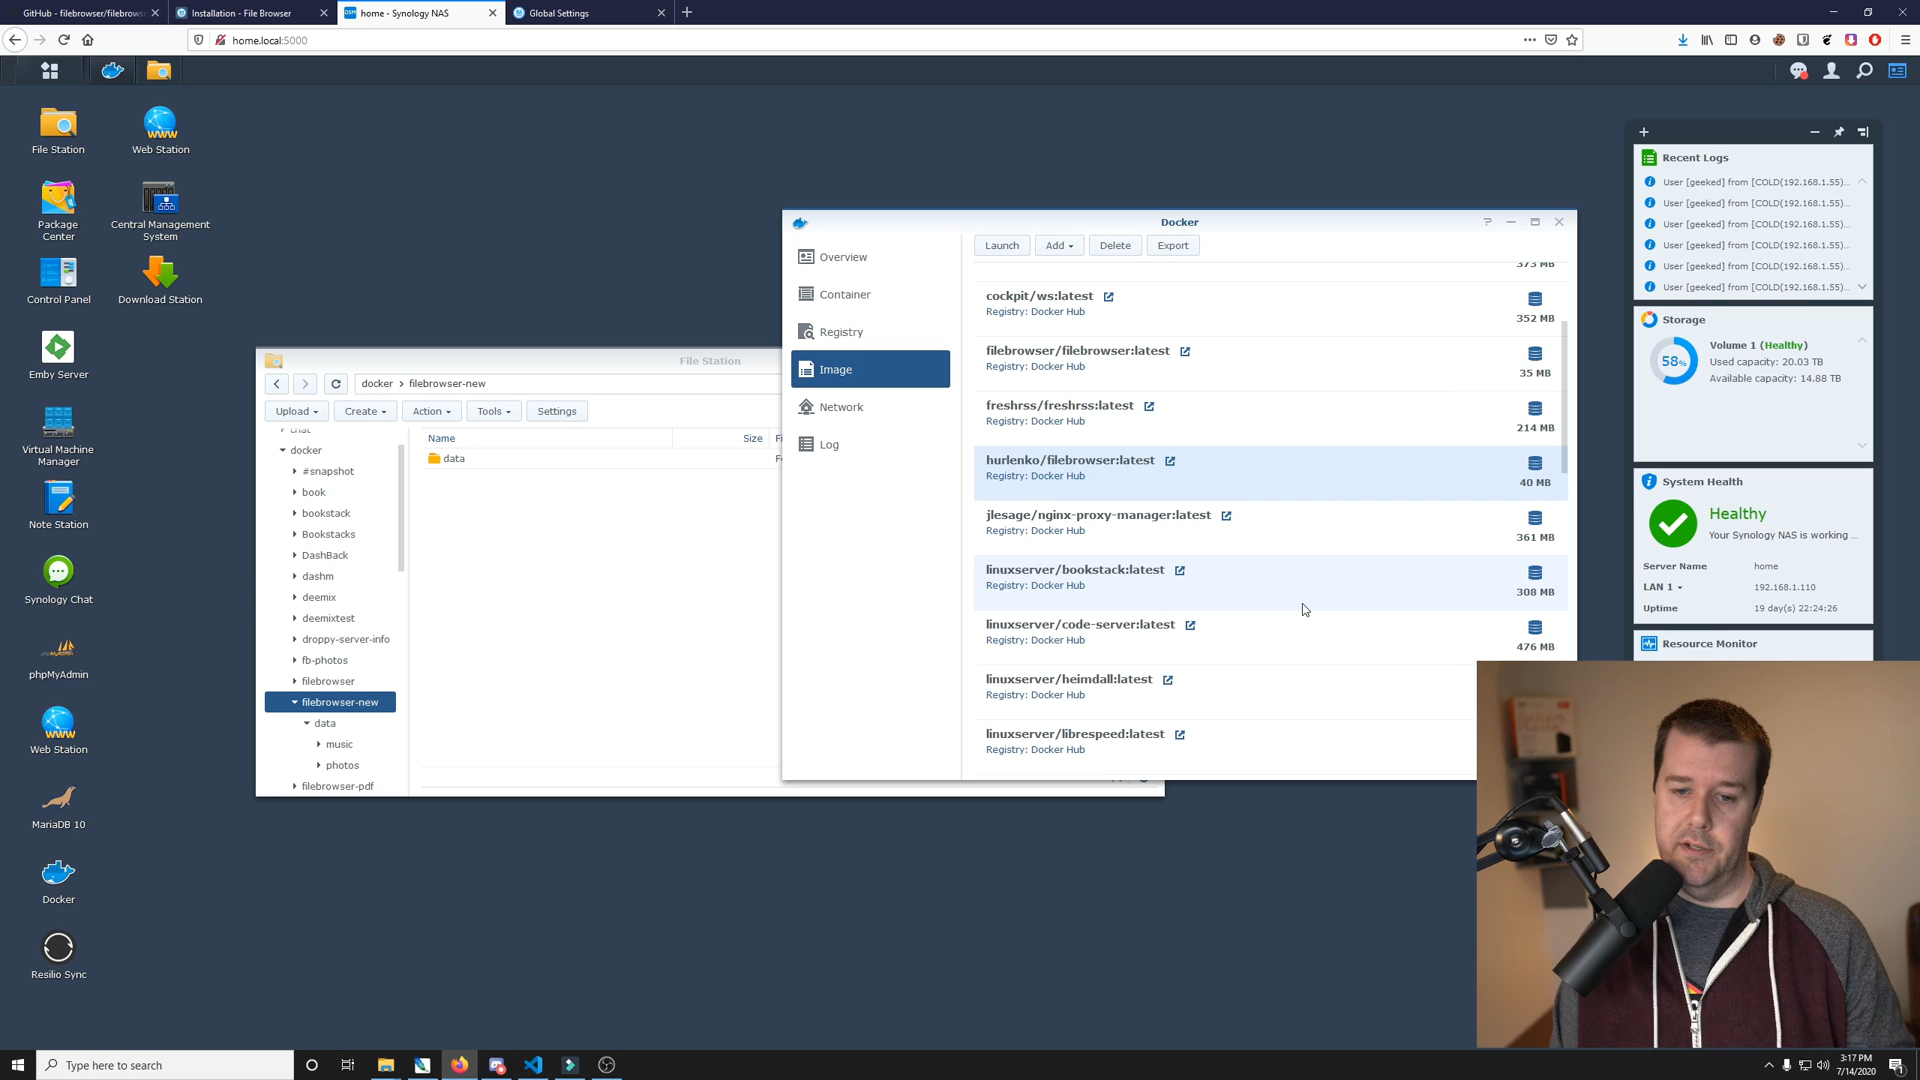 GitHub - filebrowser/filebrows
Installation - File Browser
home - Synology NAS
Global Settings
home.local:5000
File Station
Web Station
Package Center
Central Management System
Control Panel
Download Station
Emby Server
Virtual Machine Manager
Note Station
Synology Chat
phpMyAdmin
Web Station
MariaDB 10
Docker
Resilio Sync
File Station
docker › filebrowser-new
Upload
Create
Action
Tools
Settings
chat
docker
#snapshot
book
bookstack
Bookstacks
DashBack
dashm
deemix
deemixtest
droppy-server-info
fb-photos
filebrowser
filebrowser-new
data
music
photos
filebrowser-pdf
Name
Size
data
Docker
Overview
Container
Registry
Image
Network
Log
Launch
Add
Delete
Export
373 MB
cockpit/ws:latest
Registry: Docker Hub
352 MB
filebrowser/filebrowser:latest
Registry: Docker Hub
35 MB
freshrss/freshrss:latest
Registry: Docker Hub
214 MB
hurlenko/filebrowser:latest
Registry: Docker Hub
40 MB
jlesage/nginx-proxy-manager:latest
Registry: Docker Hub
361 MB
linuxserver/bookstack:latest
Registry: Docker Hub
308 MB
linuxserver/code-server:latest
Registry: Docker Hub
476 MB
linuxserver/heimdall:latest
Registry: Docker Hub
linuxserver/librespeed:latest
Registry: Docker Hub
Recent Logs
User [geeked] from [COLD(192.168.1.55)...
User [geeked] from [COLD(192.168.1.55)...
User [geeked] from [COLD(192.168.1.55)...
User [geeked] from [COLD(192.168.1.55)...
User [geeked] from [COLD(192.168.1.55)...
User [geeked] from [COLD(192.168.1.55)...
Storage
58%
Volume 1 (Healthy)
Used capacity: 20.03 TB
Available capacity: 14.88 TB
System Health
Healthy
Your Synology NAS is working ...
Server Name
home
LAN 1
192.168.1.110
Uptime
19 day(s) 22:24:26
Resource Monitor
Type here to search
3:17 PM
7/14/2020